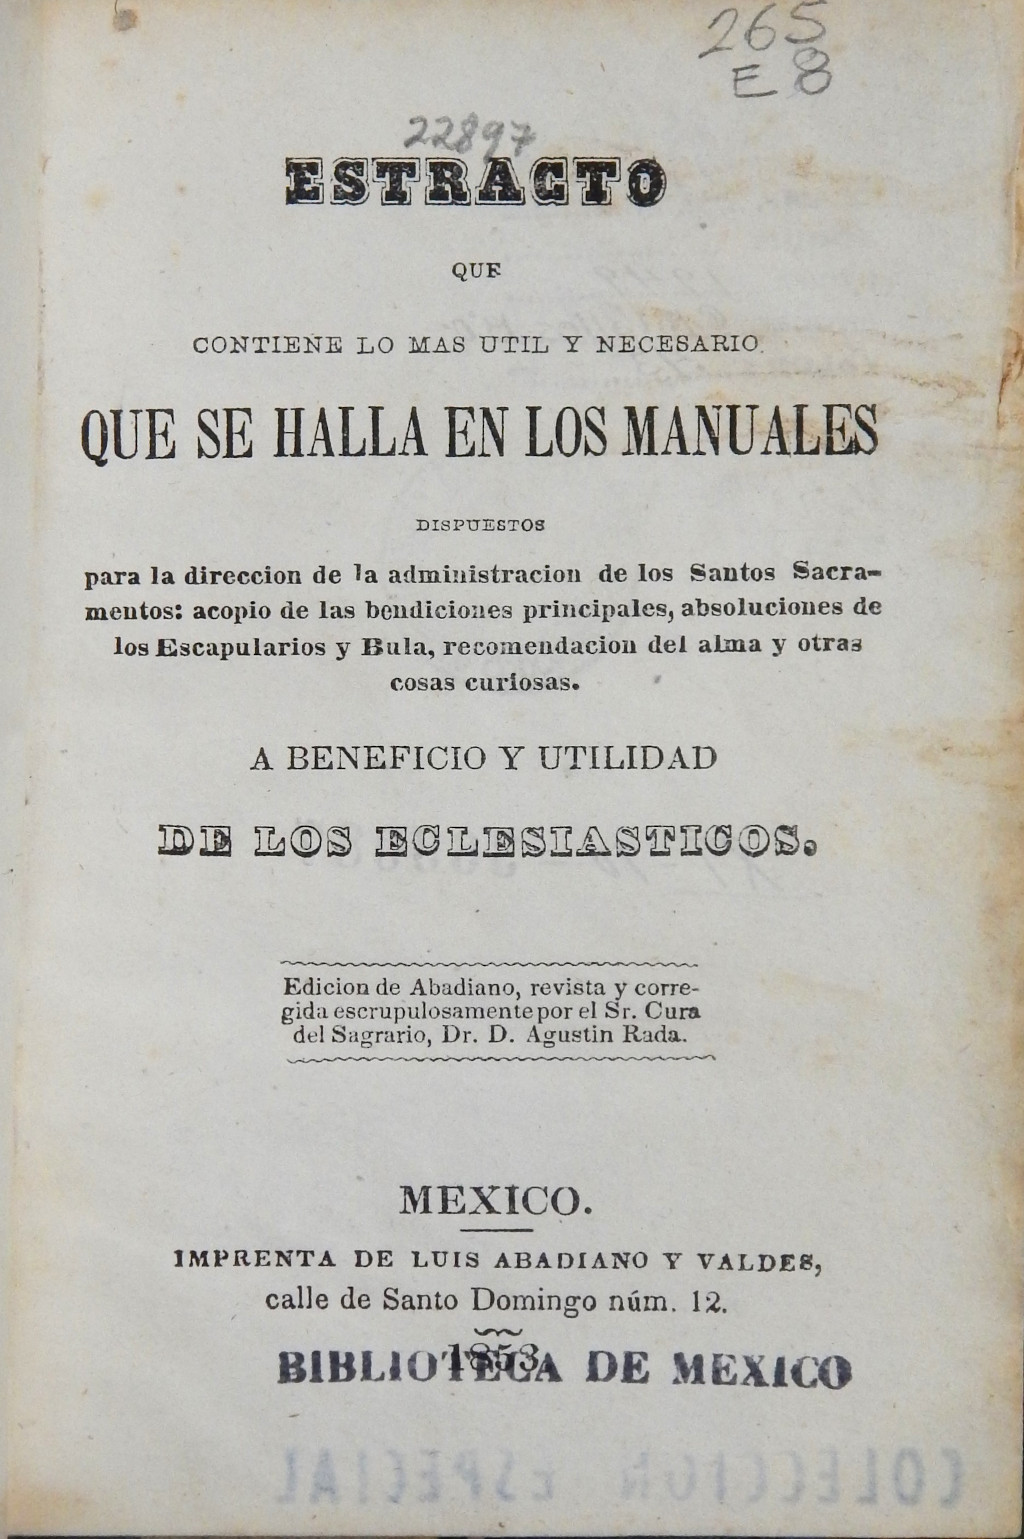 265
E 8
22897
ESTRACTO
QUE
CONTIENE LO MAS UTIL Y NECESARIO
QUE SE HALLA EN LOS MANUALES
DISPUESTOS
para la direccion de la administracion de los Santos Sacra-
mentos: acopio de las bendiciones principales, absoluciones de
los Escapularios y Bula, recomendacion del alma y otras
cosas curiosas.
A BENEFICIO Y UTILIDAD
DE LOS ECLESIASTICOS.
Edicion de Abadiano, revista y corre-
gida escrupulosamente por el Sr. Cura
del Sagrario, Dr. D. Agustin Rada.
MEXICO.
IMPRENTA DE LUIS ABADIANO Y VALDES,
calle de Santo Domingo núm. 12.
1853
BIBLIOTECA DE MEXICO
COLECCION ESPECIAL